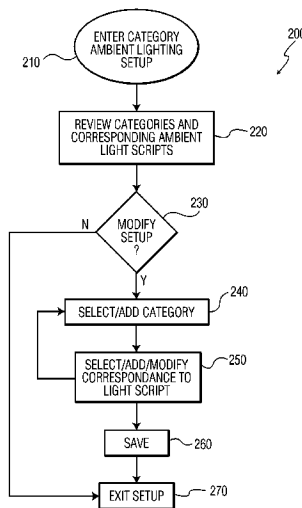 200
ENTER CATEGORY
AMBIENT LIGHTING
SETUP
210
REVIEW CATEGORIES AND
CORRESPONDING AMBIENT
LIGHT SCRIPTS
220
N
MODIFY
SETUP
?
230
Y
SELECT/ADD CATEGORY
240
SELECT/ADD/MODIFY
CORRESPONDANCE TO
LIGHT SCRIPT
250
SAVE
260
EXIT SETUP
270